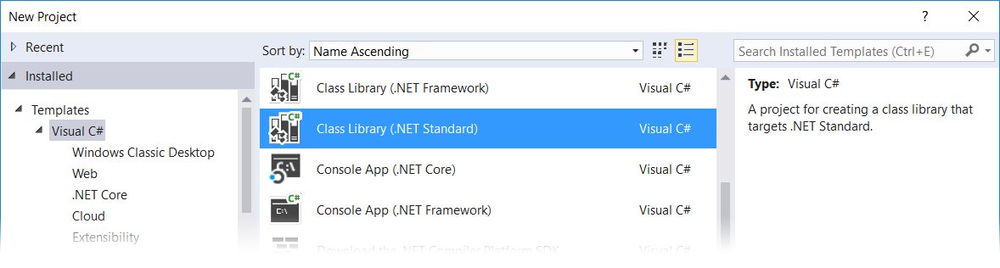 New Project
?
Recent
Installed
Templates
Visual C#
Windows Classic Desktop
Web
.NET Core
Cloud
Extensibility
Sort by: Name Ascending
C# Class Library (.NET Framework) Visual C#
C# Class Library (.NET Standard) Visual C#
C:\ Console App (.NET Core) Visual C#
C# C:\ Console App (.NET Framework) Visual C#
Download the .NET Compiler Platform SDK Visual C#
Search Installed Templates (Ctrl+E)
Type: Visual C#
A project for creating a class library that
targets .NET Standard.